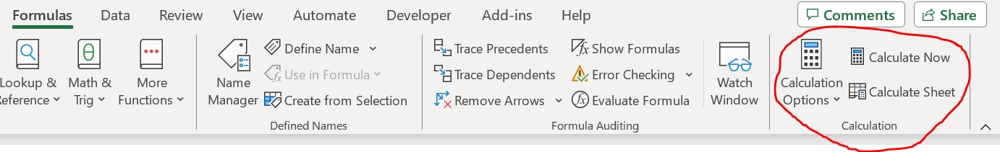 Formulas Data Review View Automate Developer Add-ins Help Comments Share
Lookup & Reference
Math & Trig
More Functions
Name Manager
Define Name
Use in Formula
Create from Selection
Defined Names
Trace Precedents
Trace Dependents
Remove Arrows
Show Formulas
Error Checking
Evaluate Formula
Formula Auditing
Watch Window
Calculation Options
Calculate Now
Calculate Sheet
Calculation